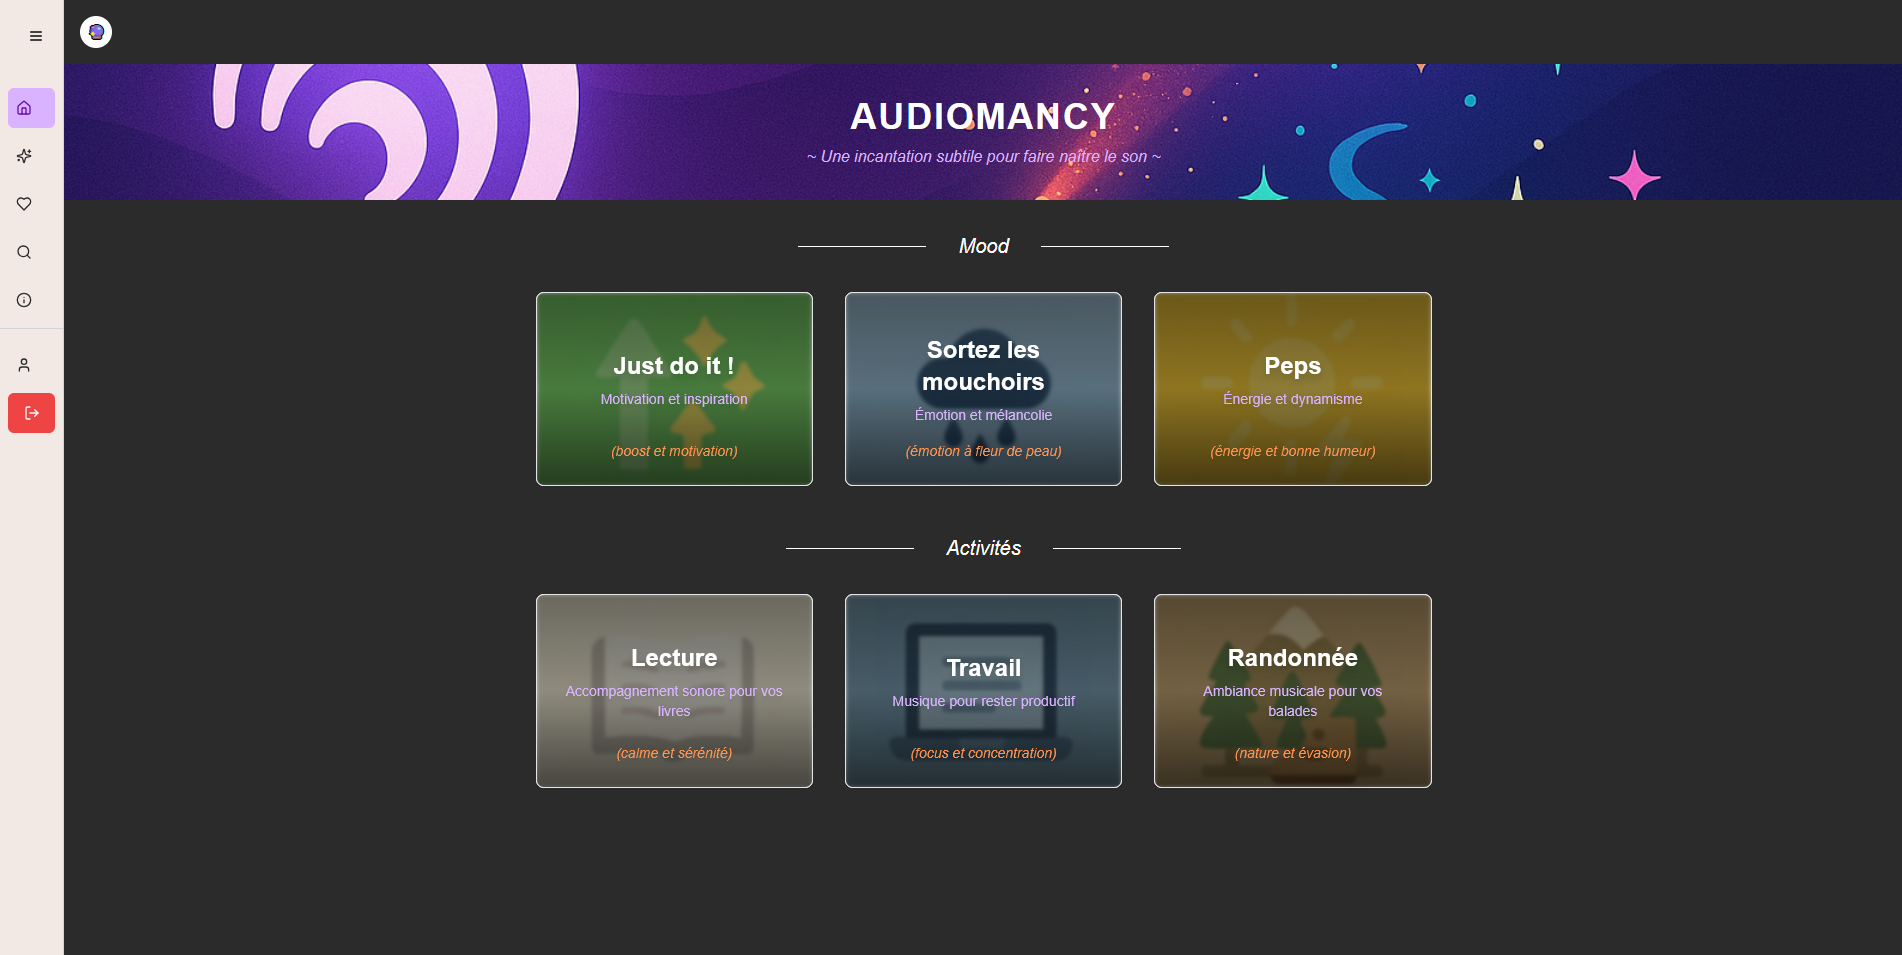 AUDIOMANCY
~ Une incantation subtile pour faire naître le son ~
Mood
Just do it !
Motivation et inspiration
(boost et motivation)
Sortez les
mouchoirs
Émotion et mélancolie
(émotion à fleur de peau)
Peps
Énergie et dynamisme
(énergie et bonne humeur)
Activités
Lecture
Accompagnement sonore pour vos
livres
(calme et sérénité)
Travail
Musique pour rester productif
(focus et concentration)
Randonnée
Ambiance musicale pour vos
balades
(nature et évasion)